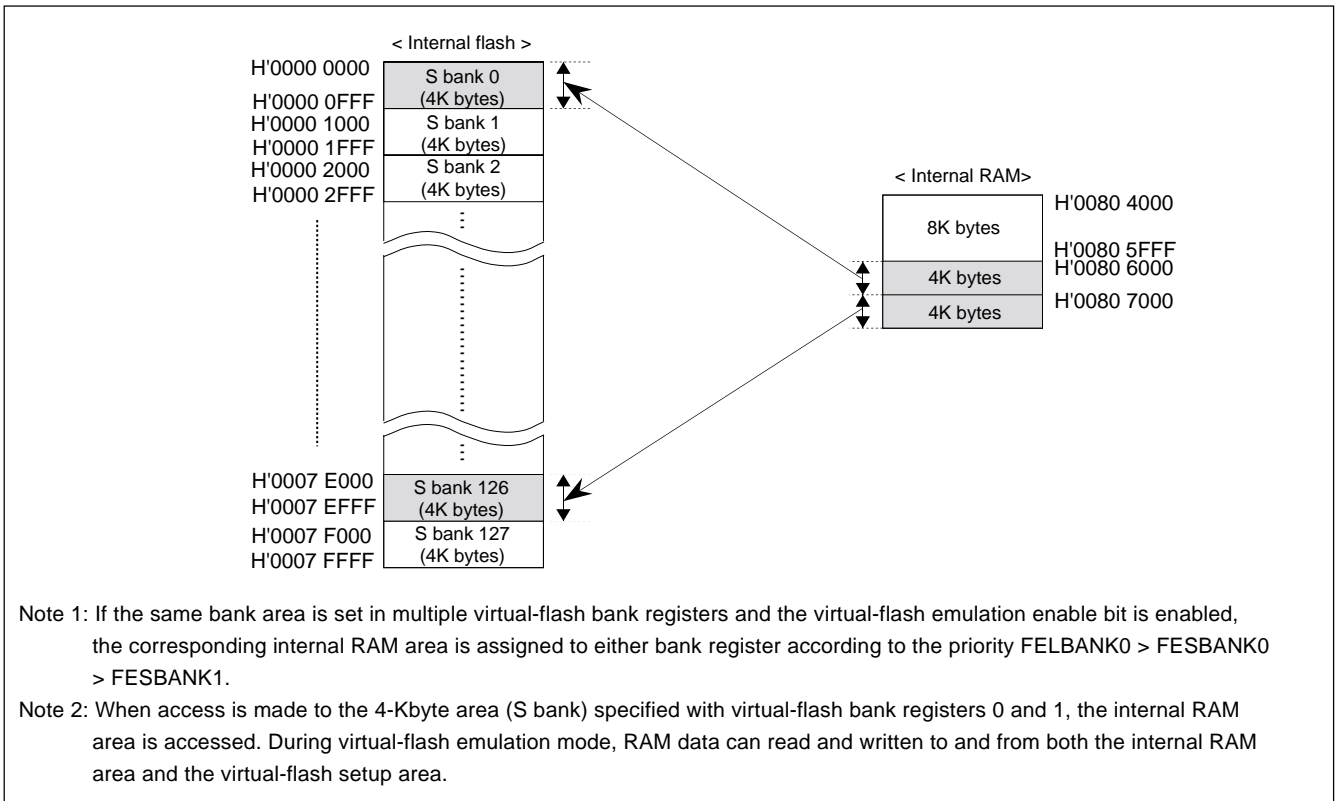 < Internal flash >
H'0000 0000
S bank 0
(4K bytes)
H'0000 0FFF
H'0000 1000
S bank 1
(4K bytes)
H'0000 1FFF
H'0000 2000
S bank 2
(4K bytes)
H'0000 2FFF
H'0007 E000
S bank 126
(4K bytes)
H'0007 EFFF
H'0007 F000
S bank 127
(4K bytes)
H'0007 FFFF
< Internal RAM>
H'0080 4000
8K bytes
H'0080 5FFF
H'0080 6000
4K bytes
H'0080 7000
4K bytes
Note 1: If the same bank area is set in multiple virtual-flash bank registers and the virtual-flash emulation enable bit is enabled,
the corresponding internal RAM area is assigned to either bank register according to the priority FELBANK0 > FESBANK0
> FESBANK1.
Note 2: When access is made to the 4-Kbyte area (S bank) specified with virtual-flash bank registers 0 and 1, the internal RAM
area is accessed. During virtual-flash emulation mode, RAM data can read and written to and from both the internal RAM
area and the virtual-flash setup area.